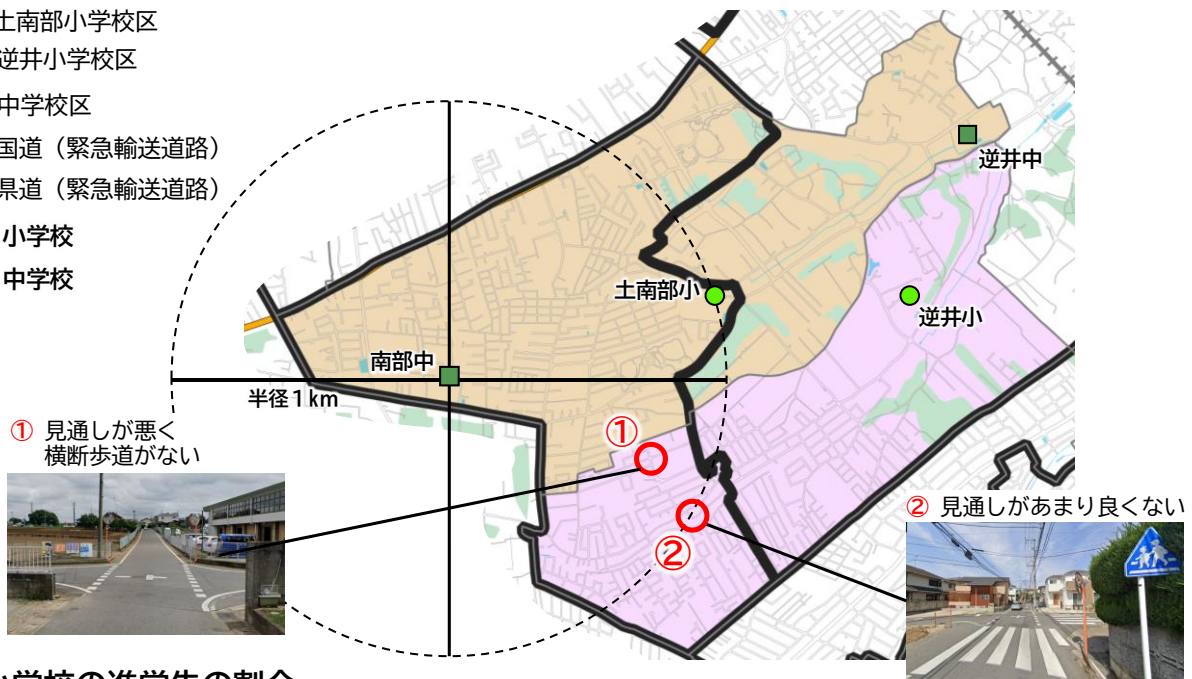 土南部小学校区
逆井小学校区
中学校区
国道（緊急輸送道路）
県道（緊急輸送道路）
小学校
中学校
逆井中
土南部小
逆井小
南部中
半径１km
①
②
① 見通しが悪く
横断歩道がない
② 見通しがあまり良くない
小学校の進学先の割合